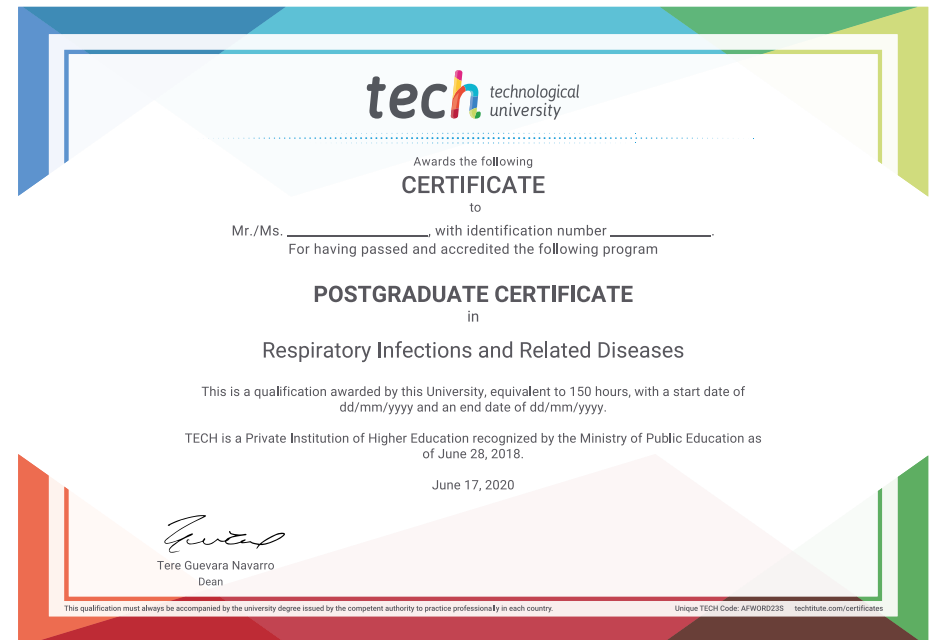 tech technological
university
Awards the following
CERTIFICATE
to
Mr./Ms. ________________, with identification number ____________.
For having passed and accredited the following program
POSTGRADUATE CERTIFICATE
in
Respiratory Infections and Related Diseases
This is a qualification awarded by this University, equivalent to 150 hours, with a start date of
dd/mm/yyyy and an end date of dd/mm/yyyy.
TECH is a Private Institution of Higher Education recognized by the Ministry of Public Education as
of June 28, 2018.
June 17, 2020
Tere Guevara Navarro
Dean
This qualification must always be accompanied by the university degree issued by the competent authority to practice professionally in each country. Unique TECH Code: AFWORD23S techtitute.com/certificates